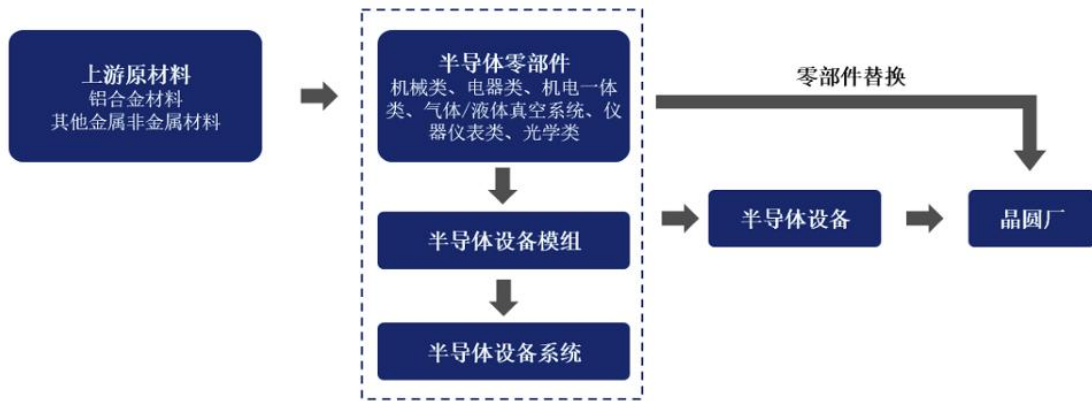 上游原材料
铝合金材料
其他金属非金属材料
半导体零部件
机械类、电器类、机电一体
类、气体/液体真空系统、仪
器仪表类、光学类
零部件替换
半导体设备模组
半导体设备
晶圆厂
半导体设备系统